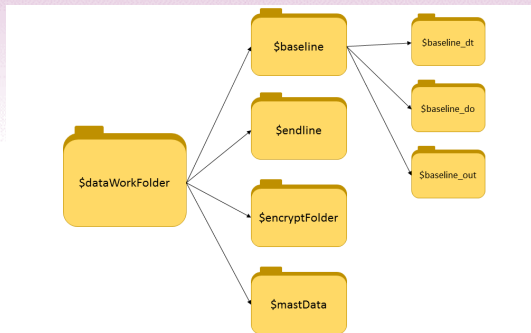 $dataWorkFolder
$baseline
$endline
$encryptFolder
$mastData
$baseline_dt
$baseline_do
$baseline_out